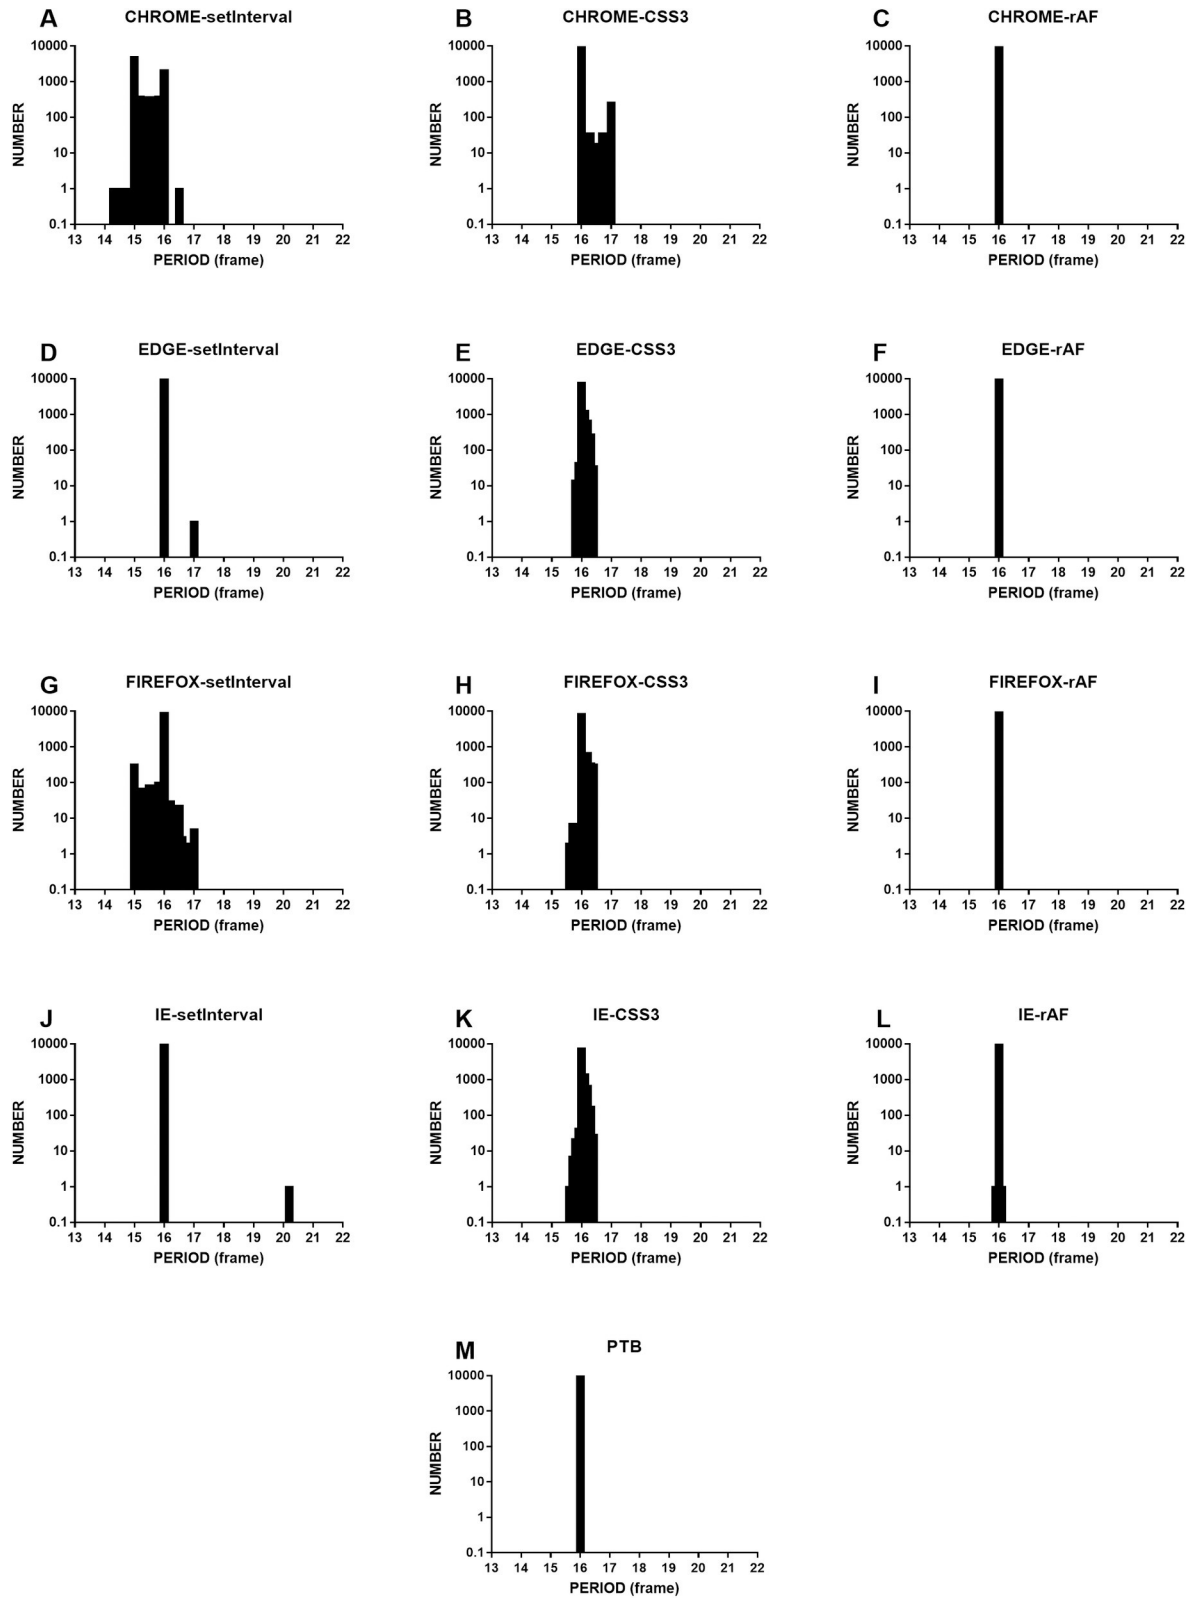 A CHROME-setInterval
10000
1000
100
10
1
0.1
NUMBER
13 14 15 16 17 18 19 20 21 22
PERIOD (frame)
B CHROME-CSS3
10000
1000
100
10
1
0.1
NUMBER
13 14 15 16 17 18 19 20 21 22
PERIOD (frame)
C CHROME-rAF
10000
1000
100
10
1
0.1
NUMBER
13 14 15 16 17 18 19 20 21 22
PERIOD (frame)
D EDGE-setInterval
10000
1000
100
10
1
0.1
NUMBER
13 14 15 16 17 18 19 20 21 22
PERIOD (frame)
E EDGE-CSS3
10000
1000
100
10
1
0.1
NUMBER
13 14 15 16 17 18 19 20 21 22
PERIOD (frame)
F EDGE-rAF
10000
1000
100
10
1
0.1
NUMBER
13 14 15 16 17 18 19 20 21 22
PERIOD (frame)
G FIREFOX-setInterval
10000
1000
100
10
1
0.1
NUMBER
13 14 15 16 17 18 19 20 21 22
PERIOD (frame)
H FIREFOX-CSS3
10000
1000
100
10
1
0.1
NUMBER
13 14 15 16 17 18 19 20 21 22
PERIOD (frame)
I FIREFOX-rAF
10000
1000
100
10
1
0.1
NUMBER
13 14 15 16 17 18 19 20 21 22
PERIOD (frame)
J IE-setInterval
10000
1000
100
10
1
0.1
NUMBER
13 14 15 16 17 18 19 20 21 22
PERIOD (frame)
K IE-CSS3
10000
1000
100
10
1
0.1
NUMBER
13 14 15 16 17 18 19 20 21 22
PERIOD (frame)
L IE-rAF
10000
1000
100
10
1
0.1
NUMBER
13 14 15 16 17 18 19 20 21 22
PERIOD (frame)
M PTB
10000
1000
100
10
1
0.1
NUMBER
13 14 15 16 17 18 19 20 21 22
PERIOD (frame)